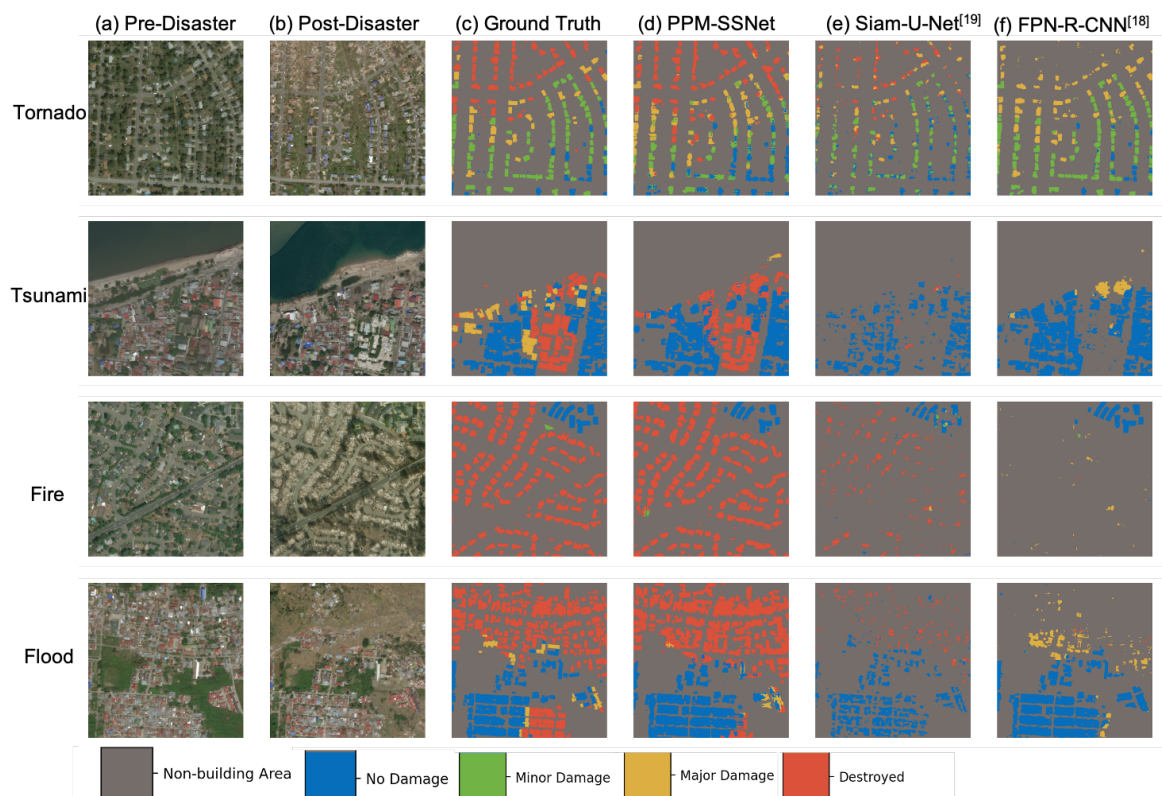 (a) Pre-Disaster (b) Post-Disaster (c) Ground Truth (d) PPM-SSNet (e) Siam-U-Net[19] (f) FPN-R-CNN[18]
Tornado
Tsunami
Fire
Flood
Non-building Area No Damage Minor Damage Major Damage Destroyed